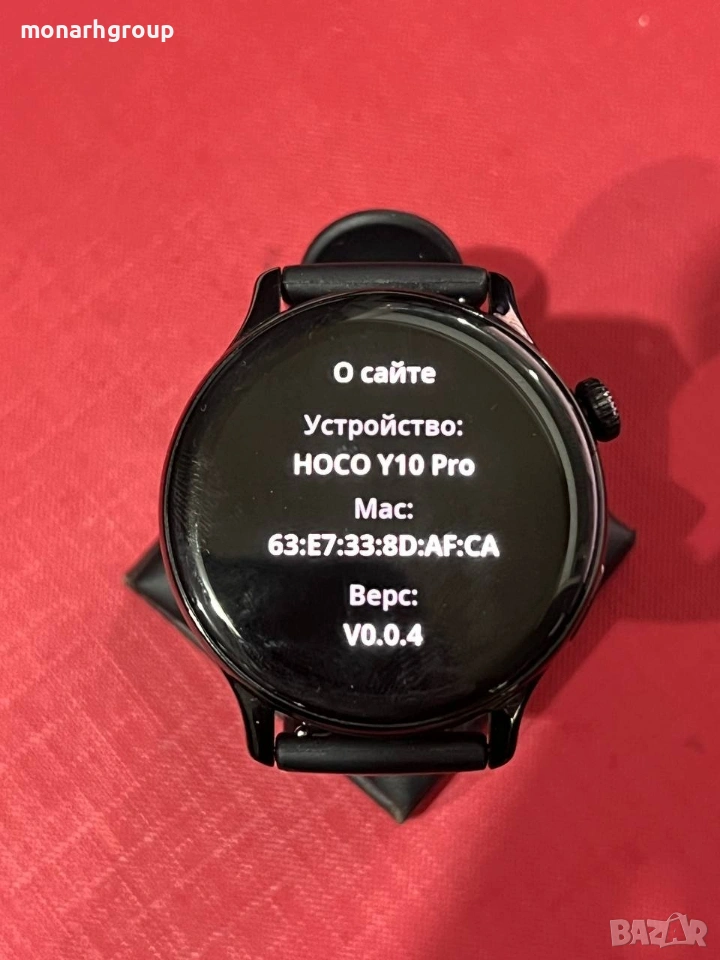 monarhgroup
О сайте
Устройство:
HOCO Y10 Pro
Mac:
63:E7:33:8D:AF:CA
Верс:
V0.0.4
BAZAR